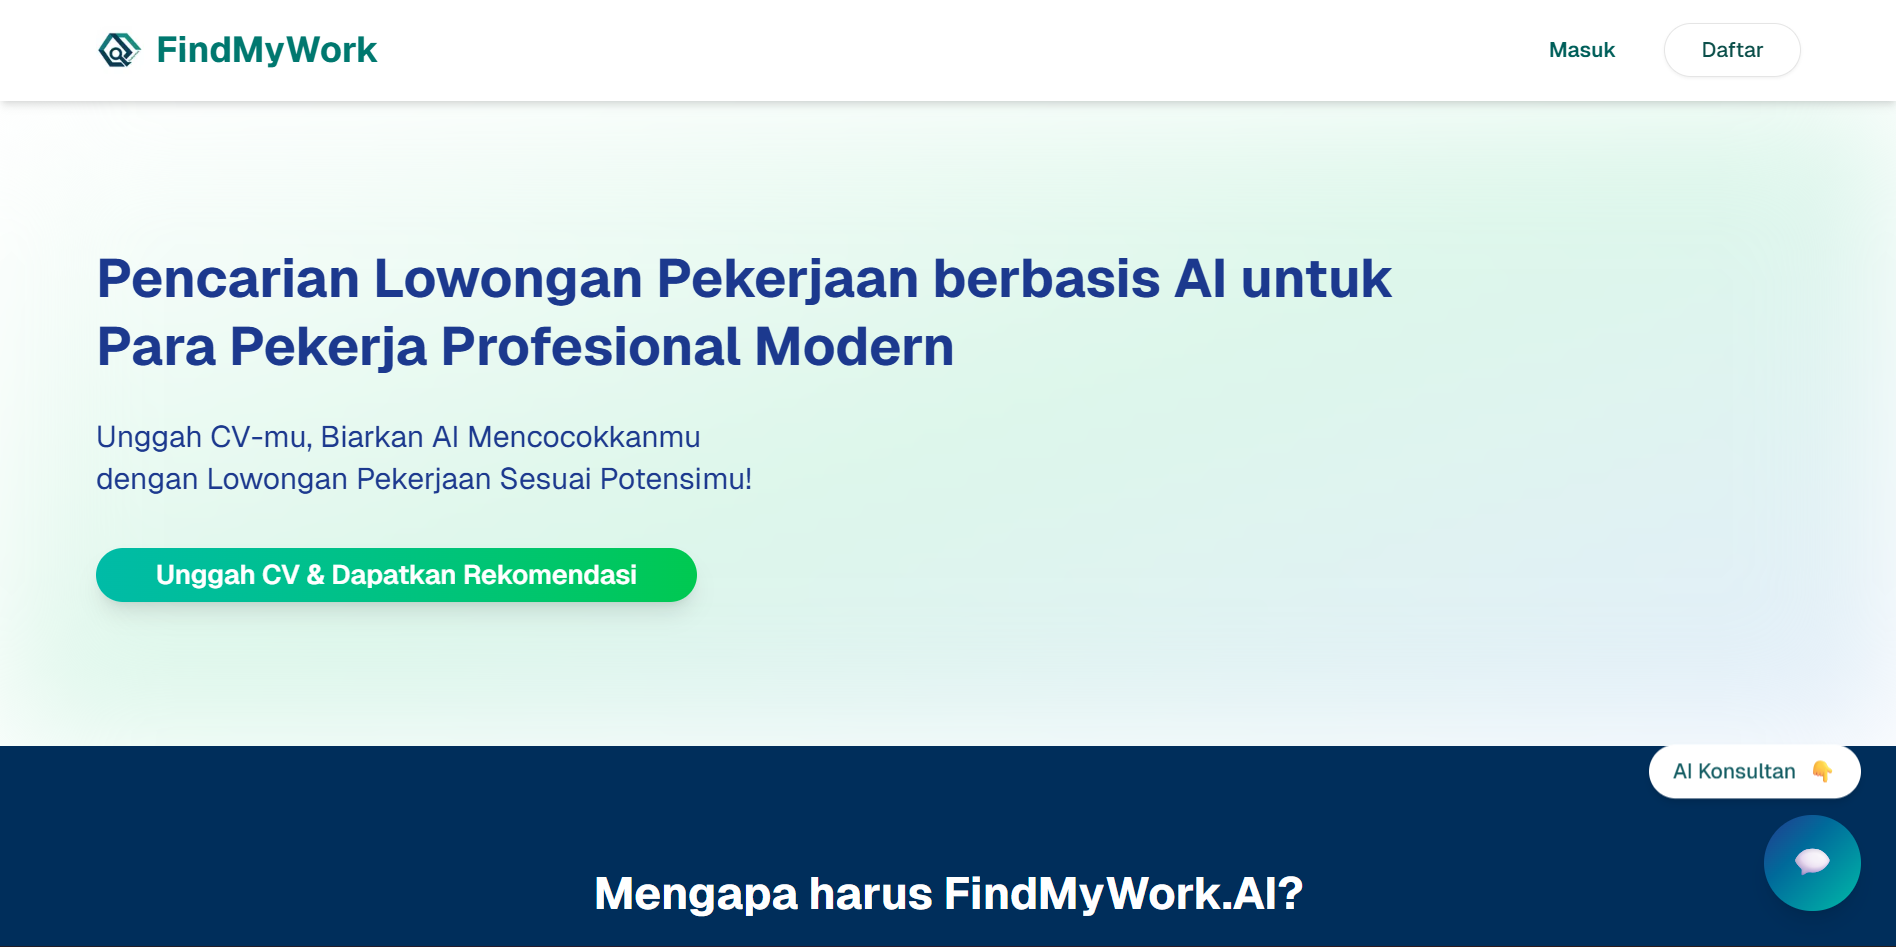 FindMyWork
Masuk
Daftar
Pencarian Lowongan Pekerjaan berbasis AI untuk
Para Pekerja Profesional Modern
Unggah CV-mu, Biarkan AI Mencocokkanmu
dengan Lowongan Pekerjaan Sesuai Potensimu!
Unggah CV & Dapatkan Rekomendasi
AI Konsultan 👇
Mengapa harus FindMyWork.AI?